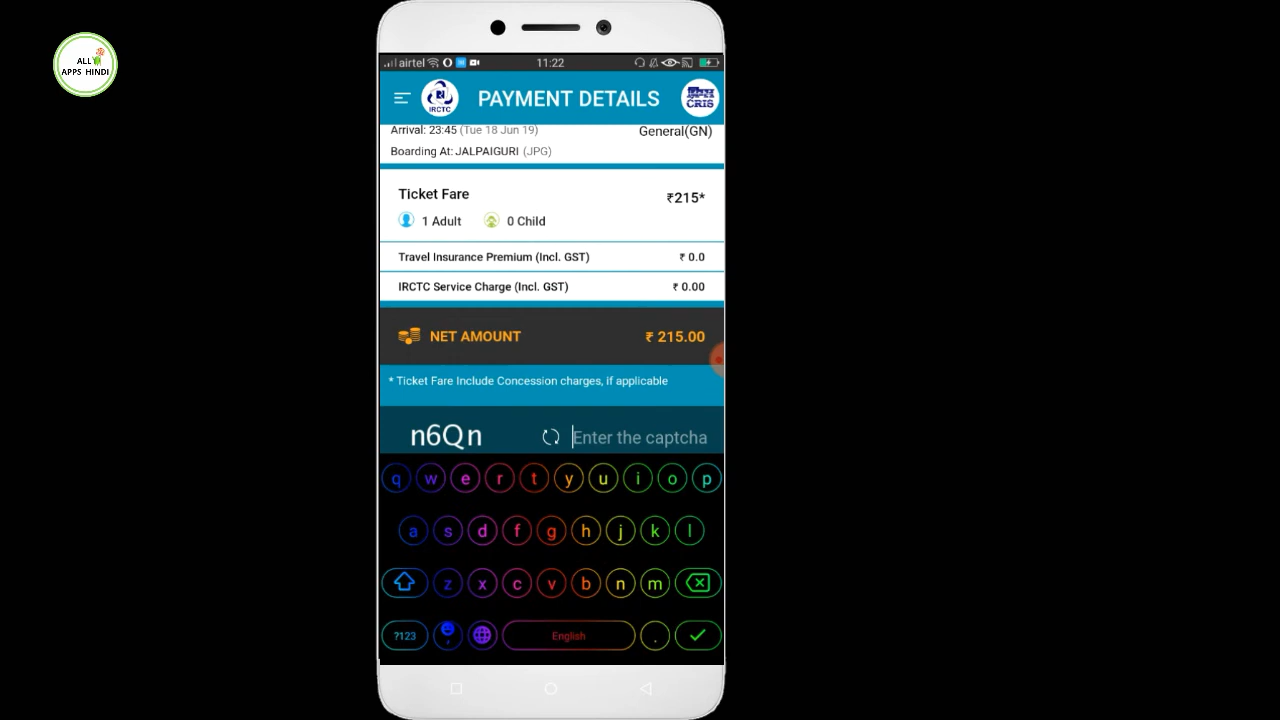 ALL
APPS HINDI
airtel
11:22
IRCTC
PAYMENT DETAILS
CRIS
Arrival: 23:45 (Tue 18 Jun 19)
General(GN)
Boarding At: JALPAIGURI (JPG)
Ticket Fare
₹215*
1 Adult
0 Child
Travel Insurance Premium (Incl. GST) ₹ 0.0
IRCTC Service Charge (Incl. GST) ₹ 0.00
NET AMOUNT ₹ 215.00
* Ticket Fare Include Concession charges, if applicable
n6Qn
Enter the captcha
q w e r t y u i o p
a s d f g h j k l
z x c v b n m
?123 , English .